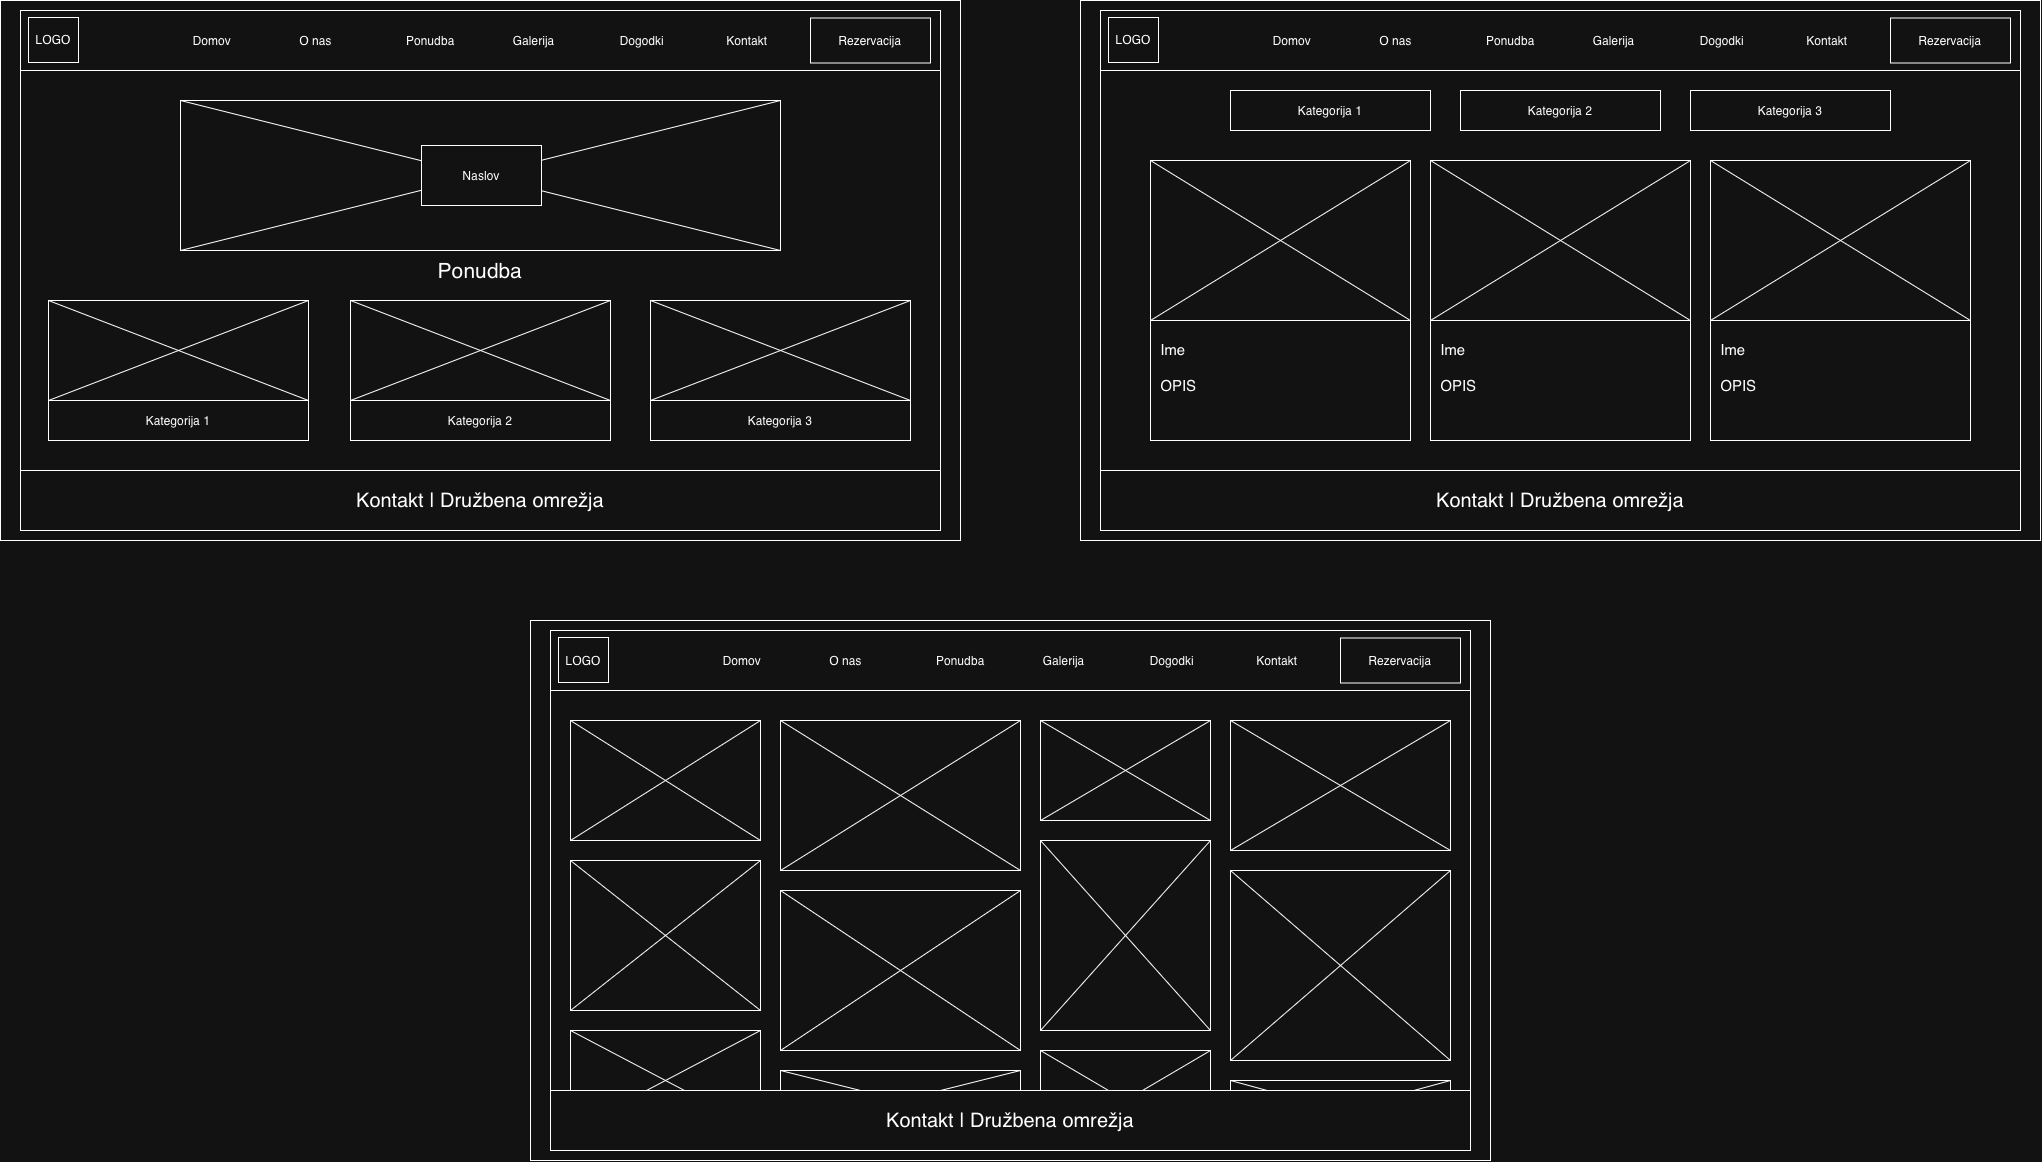 LOGO Domov O nas Ponudba Galerija Dogodki Kontakt Rezervacija
Naslov
Ponudba
Kategorija 1 Kategorija 2 Kategorija 3
Kontakt | Družbena omrežja
LOGO Domov O nas Ponudba Galerija Dogodki Kontakt Rezervacija
Kategorija 1 Kategorija 2 Kategorija 3
Ime Ime Ime
OPIS OPIS OPIS
Kontakt | Družbena omrežja
LOGO Domov O nas Ponudba Galerija Dogodki Kontakt Rezervacija
Kontakt | Družbena omrežja